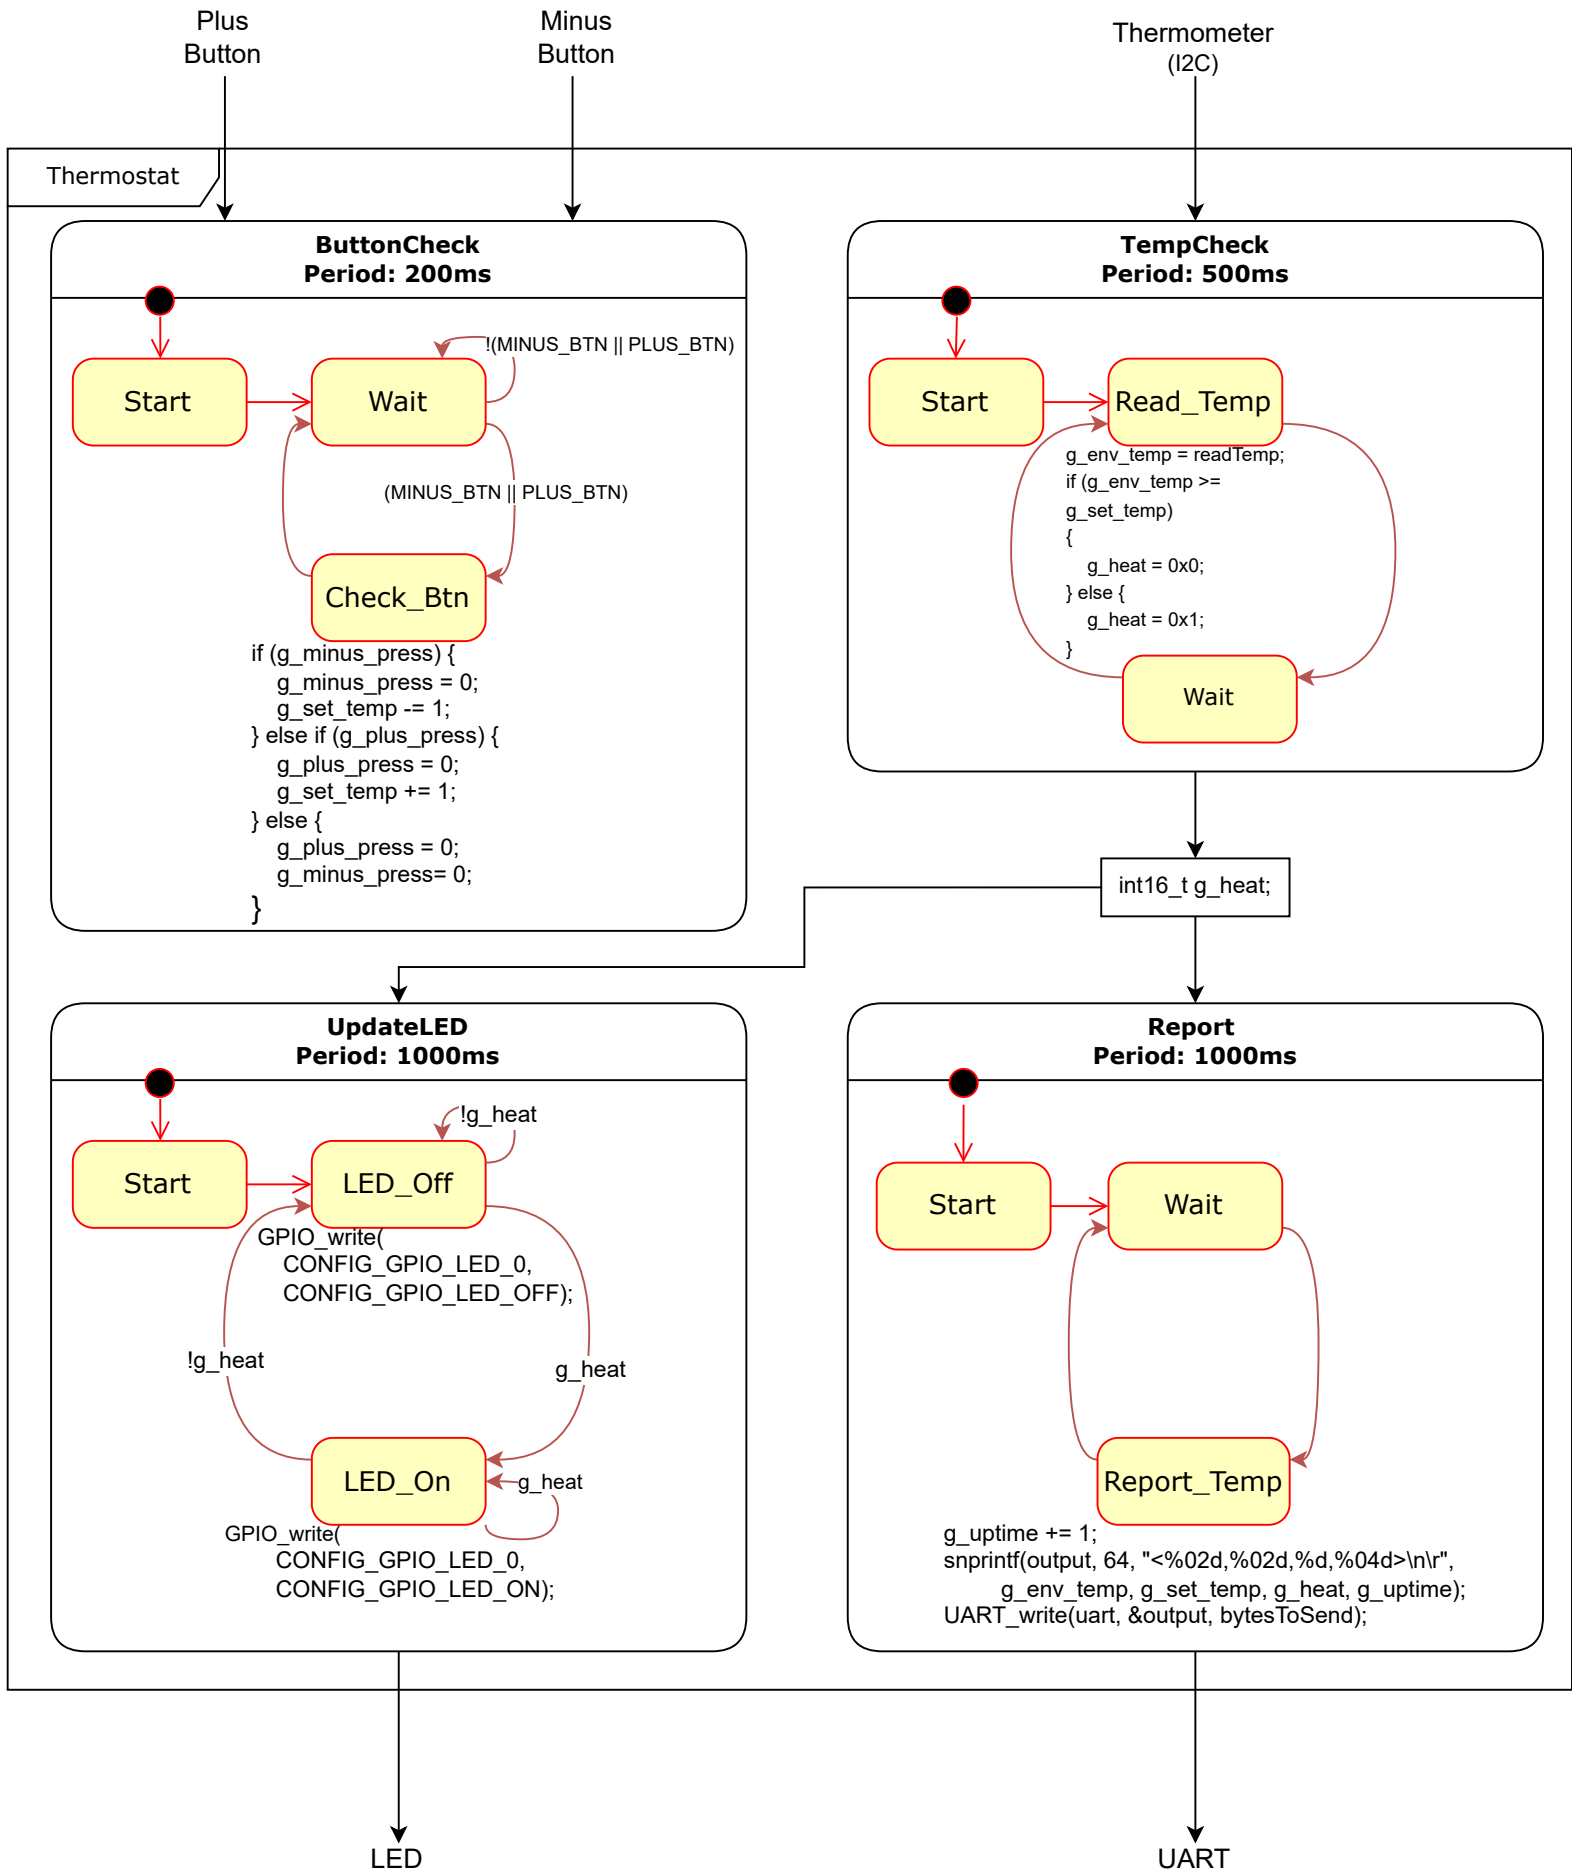 Plus
Button
Minus
Button
Thermometer
(I2C)
Thermostat
ButtonCheck
Period: 200ms
Start
Wait
!(MINUS_BTN || PLUS_BTN)
(MINUS_BTN || PLUS_BTN)
Check_Btn
if (g_minus_press) {
g_minus_press = 0;
g_set_temp -= 1;
} else if (g_plus_press) {
g_plus_press = 0;
g_set_temp += 1;
} else {
g_plus_press = 0;
g_minus_press= 0;
}
TempCheck
Period: 500ms
Start
Read_Temp
g_env_temp = readTemp;
if (g_env_temp >=
g_set_temp)
{
g_heat = 0x0;
} else {
g_heat = 0x1;
}
Wait
int16_t g_heat;
UpdateLED
Period: 1000ms
!g_heat
Start
LED_Off
GPIO_write(
CONFIG_GPIO_LED_0,
CONFIG_GPIO_LED_OFF);
!g_heat
g_heat
LED_On
g_heat
GPIO_write(
CONFIG_GPIO_LED_0,
CONFIG_GPIO_LED_ON);
Report
Period: 1000ms
Start
Wait
Report_Temp
g_uptime += 1;
snprintf(output, 64, "<%02d,%02d,%d,%04d>\n\r",
g_env_temp, g_set_temp, g_heat, g_uptime);
UART_write(uart, &output, bytesToSend);
LED
UART